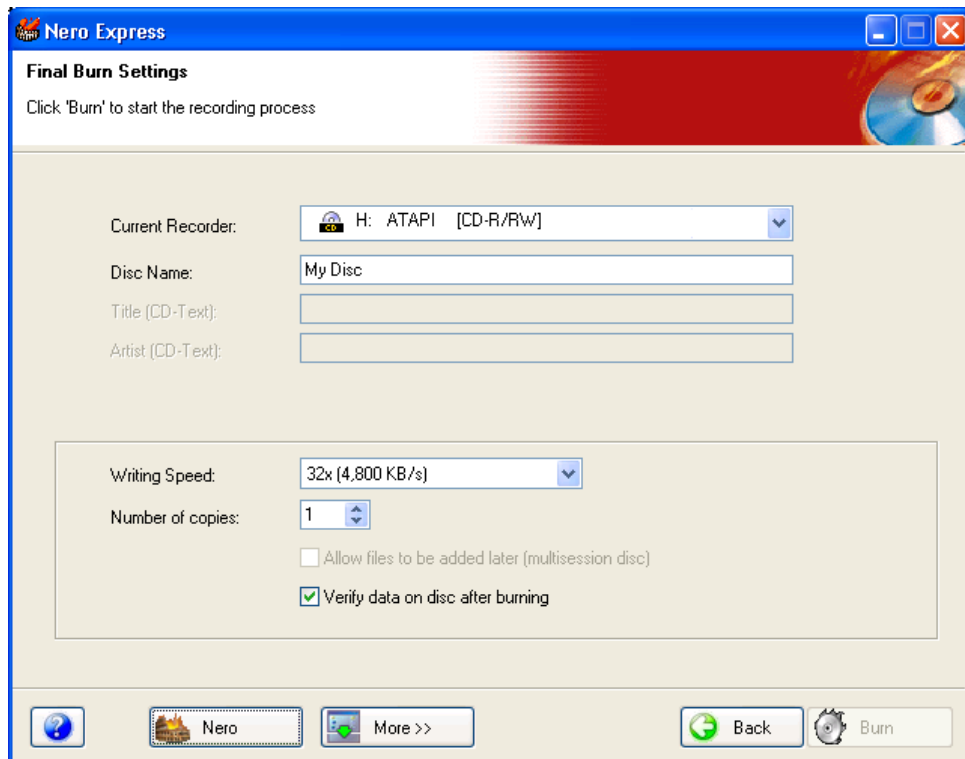 Nero Express
Final Burn Settings
Click 'Burn' to start the recording process
Current Recorder: H: ATAPI [CD-R/RW]
Disc Name: My Disc
Title (CD-Text):
Artist (CD-Text):
Writing Speed: 32x (4,800 KB/s)
Number of copies: 1
Allow files to be added later (multisession disc)
Verify data on disc after burning
? Nero More >> Back Burn